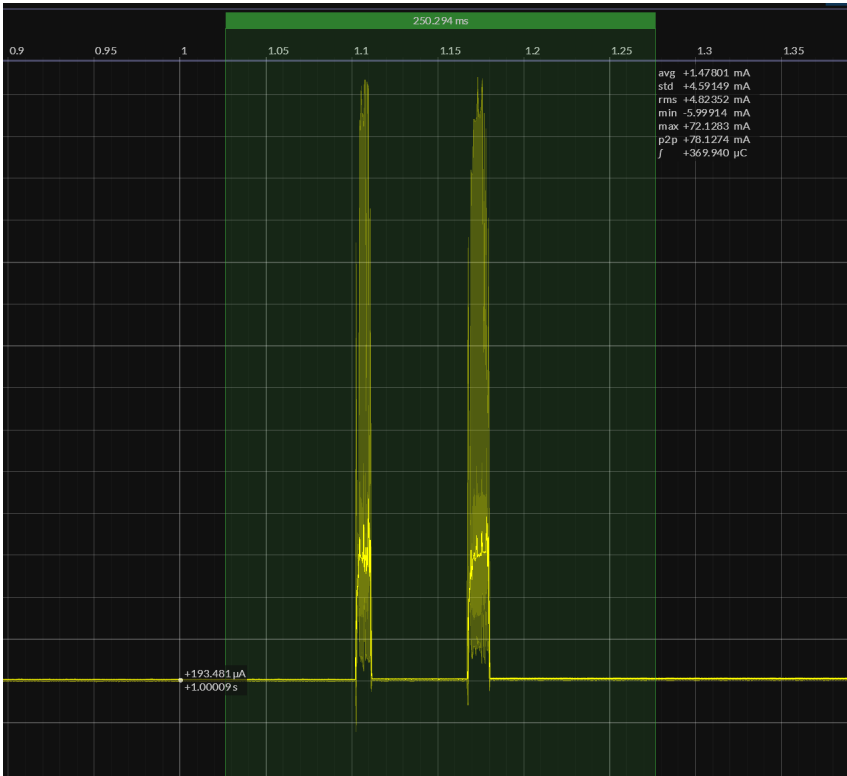 250.294 ms
0.9 0.95 1 1.05 1.1 1.15 1.2 1.25 1.3 1.35
avg +1.47801 mA
std +4.59149 mA
rms +4.82352 mA
min -5.99914 mA
max +72.1283 mA
p2p +78.1274 mA
∫ +369.940 µC
+193.481 µA
+1.00009 s